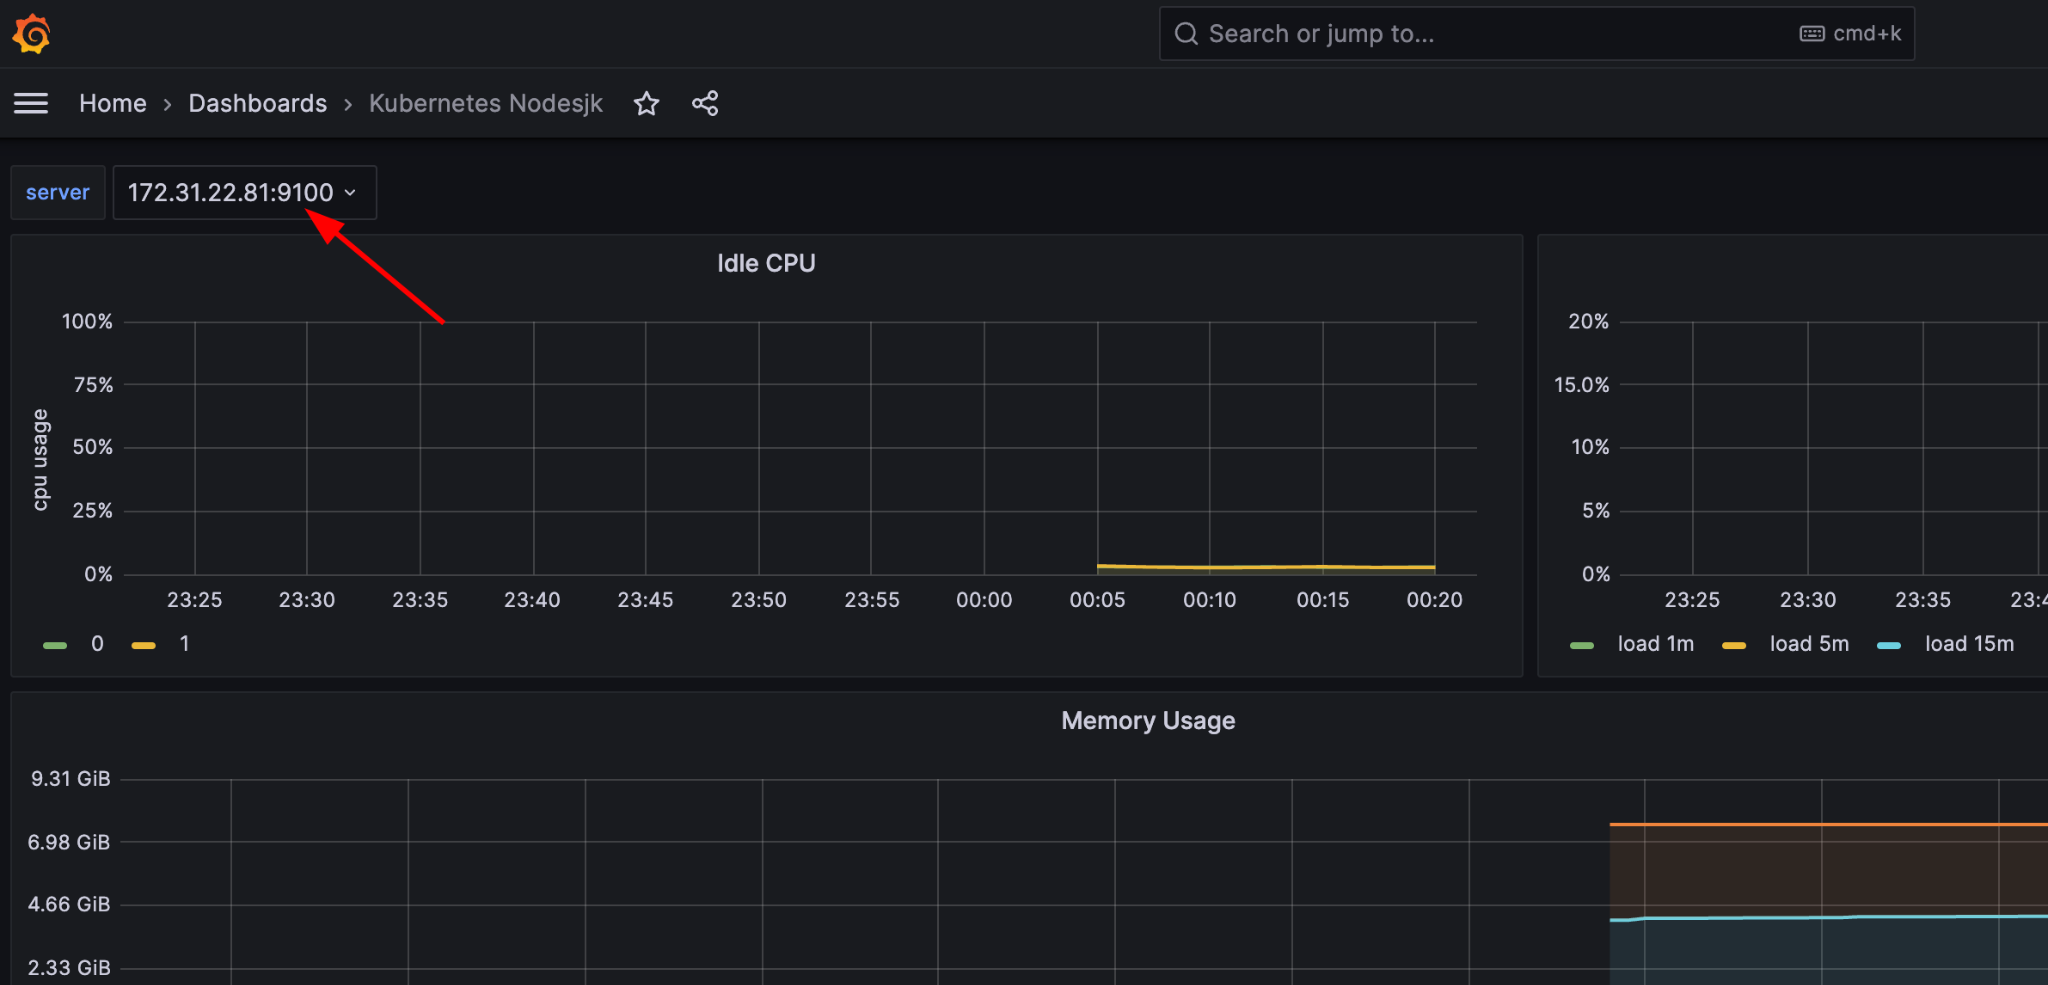 Search or jump to... cmd+k
Home › Dashboards › Kubernetes Nodesjk
server 172.31.22.81:9100
Idle CPU
cpu usage
100%
75%
50%
25%
0%
23:25 23:30 23:35 23:40 23:45 23:50 23:55 00:00 00:05 00:10 00:15 00:20
0 1
20%
15.0%
10%
5%
0%
23:25 23:30 23:35
load 1m load 5m load 15m
Memory Usage
9.31 GiB
6.98 GiB
4.66 GiB
2.33 GiB